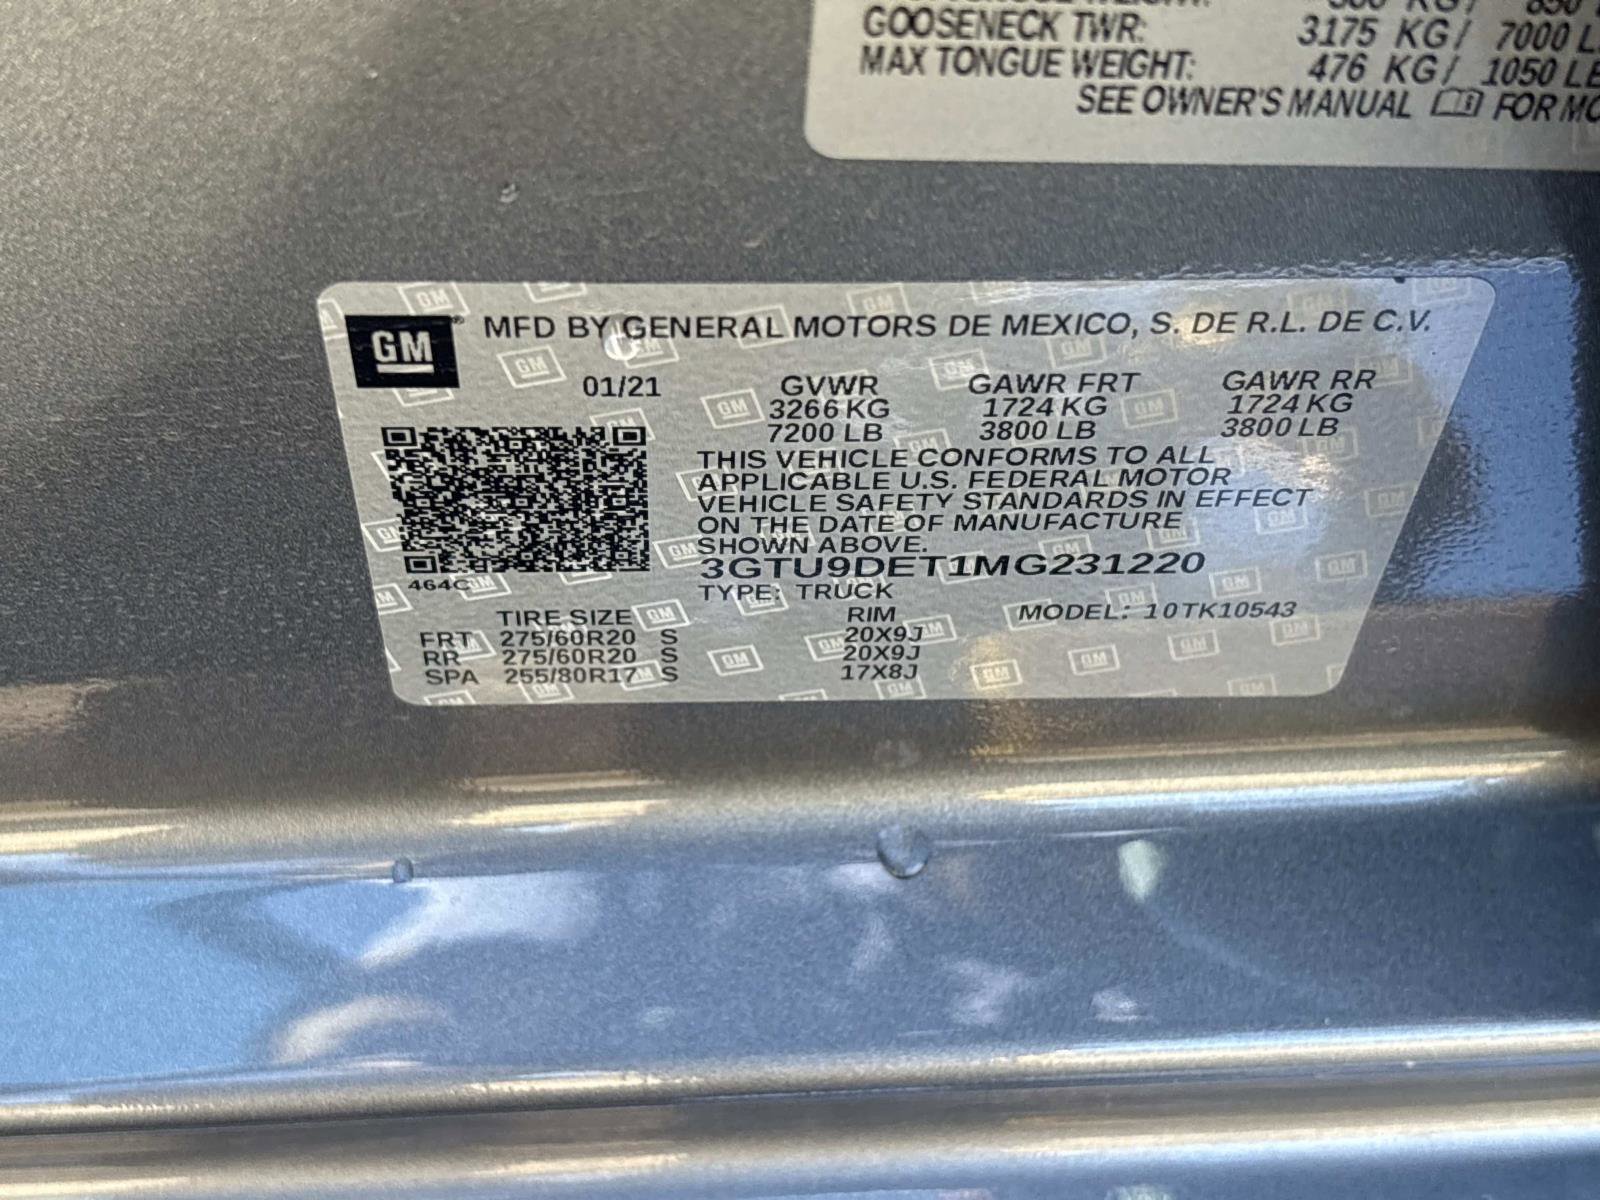 GOOSENECK TWR: 3175 KG/ 7000
MAX TONGUE WEIGHT: 476 KG/ 1050
SEE OWNER'S MANUAL FOR
GM ® MFD BY GENERAL MOTORS DE MEXICO, S. DE R.L. DE C.V.
01/21 GVWR GAWR FRT GAWR RR
3266 KG 1724 KG 1724 KG
7200 LB 3800 LB 3800 LB
THIS VEHICLE CONFORMS TO ALL
APPLICABLE U.S. FEDERAL MOTOR
VEHICLE SAFETY STANDARDS IN EFFECT
ON THE DATE OF MANUFACTURE
SHOWN ABOVE.
3GTU9DET1MG231220
464C TYPE: TRUCK
TIRE SIZE RIM MODEL: 10TK10543
FRT 275/60R20 S 20X9J
RR 275/60R20 S 20X9J
SPA 255/80R17 S 17X8J